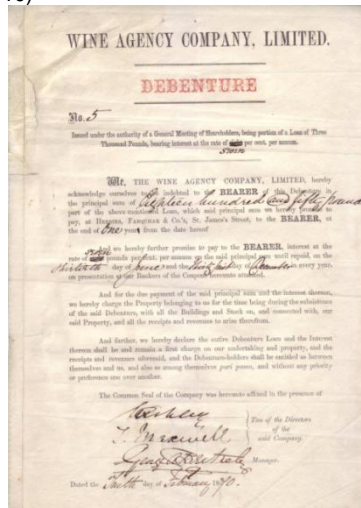 WINE AGENCY COMPANY, LIMITED.
DEBENTURE
No. 5
Issued under the authority of a General Meeting of Shareholders, being portion of a Loan of Three
Thousand Pounds, bearing interest at the rate of per cent. per annum.
seven
We, THE WINE AGENCY COMPANY, LIMITED, hereby
acknowledge ourselves to be indebted to the BEARER of this Debenture in
the principal sum of hundred and fifty pounds
part of the above-mentioned Loan, which said principal sum we hereby promise to
pay, at HERRIES, FARQUHAR & Co's, St. James's Street, to the BEARER, at
the end of One year from the date hereof
seven
And we hereby further promise to pay to the BEARER, interest at the
rate of pounds per cent. per annum on the said principal sum until repaid, on the
thirtieth day of June and day of December in every year,
on presentation at our Bankers of the Coupons hereunto annexed.
And for the due payment of the said principal sum and the interest thereon,
we hereby charge the Property belonging to us for the time being during the subsistence
of the said Debenture, with all the Buildings and Stock on, and connected with, our
said Property, and all the receipts and revenues to arise therefrom.
And further, we hereby declare the entire Debenture Loan and the Interest
thereon shall be and remain a first charge on our undertaking and property, and the
receipts and revenues aforesaid, and the Debenture-holders shall be entitled as between
themselves and us, and also as among themselves pari passu, and without any priority
or preference one over another.
The Common Seal of the Company was hereunto affixed in the presence of
Two of the Directors
of the
said Company.
T. Maxwell
Manager.
Dated the Tenth day of February 1870.